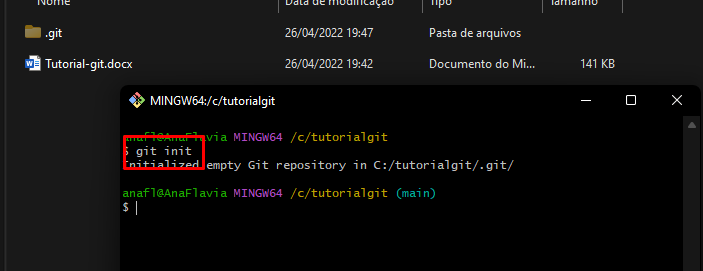 Nome Data de modificação Tipo Tamanho
.git 26/04/2022 19:47 Pasta de arquivos
Tutorial-git.docx 26/04/2022 19:42 Documento do Mi... 141 KB
MINGW64:/c/tutorialgit
anafl@AnaFlavia MINGW64 /c/tutorialgit
$ git init
Initialized empty Git repository in C:/tutorialgit/.git/
anafl@AnaFlavia MINGW64 /c/tutorialgit (main)
$